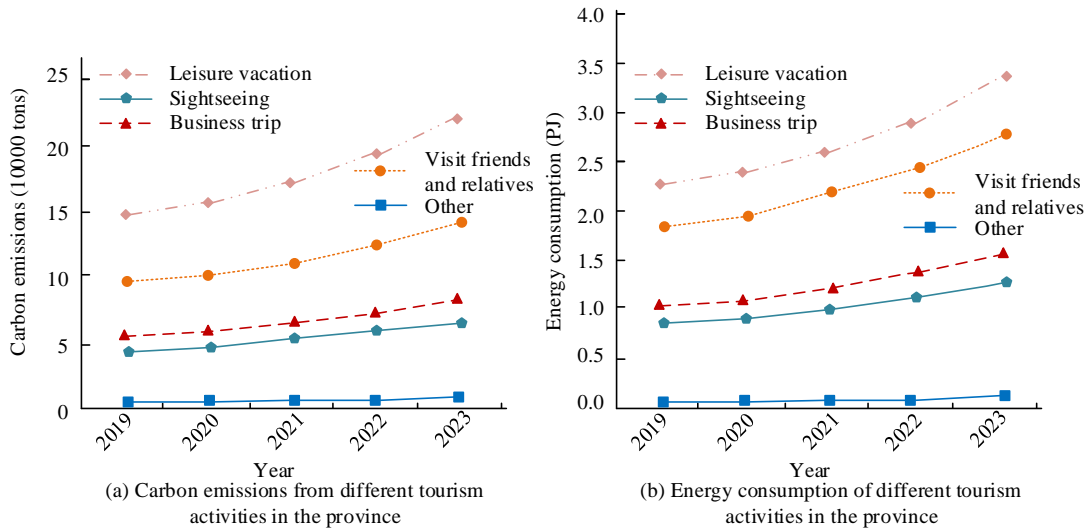 Carbon emissions (10000 tons)
25
20
15
10
5
0
Leisure vacation
Sightseeing
Business trip
Visit friends
and relatives
Other
2019
2020
2021
2022
2023
Year
(a) Carbon emissions from different tourism
activities in the province
Energy consumption (PJ)
4.0
3.5
3.0
2.5
2.0
1.5
1.0
0.5
0.0
Leisure vacation
Sightseeing
Business trip
Visit friends
and relatives
Other
2019
2020
2021
2022
2023
Year
(b) Energy consumption of different tourism
activities in the province